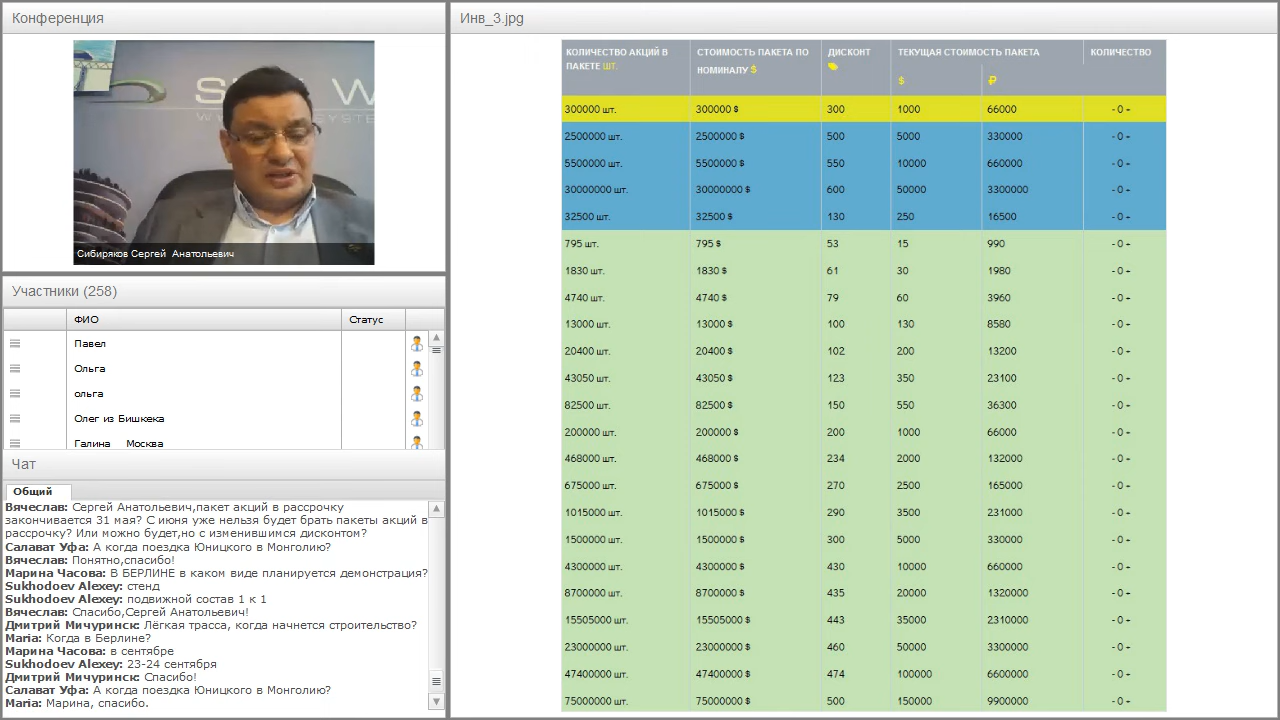 Конференция
S W
Сибиряков Сергей Анатольевич
Участники (258)
ФИО Статус
Павел
Ольга
ольга
Олег из Бишкека
Галина Москва
Чат
Общий
Вячеслав: Сергей Анатольевич,пакет акций в рассрочку
закончивается 31 мая? С июня уже нельзя будет брать пакеты акций в
рассрочку? Или можно будет,но с изменившимся дисконтом?
Салават Уфа: А когда поездка Юницкого в Монголию?
Вячеслав: Понятно,спасибо!
Марина Часова: В БЕРЛИНЕ в каком виде планируется демонстрация?
Sukhodoev Alexey: стенд
Sukhodoev Alexey: подвижной состав 1 к 1
Вячеслав: Спасибо,Сергей Анатольевич!
Дмитрий Мичуринск: Лёгкая трасса, когда начнется строительство?
Maria: Когда в Берлине?
Марина Часова: в сентябре
Sukhodoev Alexey: 23-24 сентября
Дмитрий Мичуринск: Спасибо!
Салават Уфа: А когда поездка Юницкого в Монголию?
Maria: Марина, спасибо.
Инв_3.jpg
КОЛИЧЕСТВО АКЦИЙ В СТОИМОСТЬ ПАКЕТА ПО ДИСКОНТ ТЕКУЩАЯ СТОИМОСТЬ ПАКЕТА КОЛИЧЕСТВО
ПАКЕТЕ ШТ. НОМИНАЛУ $
$ ₽
300000 шт. 300000 $ 300 1000 66000 - 0 +
2500000 шт. 2500000 $ 500 5000 330000 - 0 +
5500000 шт. 5500000 $ 550 10000 660000 - 0 +
30000000 шт. 30000000 $ 600 50000 3300000 - 0 +
32500 шт. 32500 $ 130 250 16500 - 0 +
795 шт. 795 $ 53 15 990 - 0 +
1830 шт. 1830 $ 61 30 1980 - 0 +
4740 шт. 4740 $ 79 60 3960 - 0 +
13000 шт. 13000 $ 100 130 8580 - 0 +
20400 шт. 20400 $ 102 200 13200 - 0 +
43050 шт. 43050 $ 123 350 23100 - 0 +
82500 шт. 82500 $ 150 550 36300 - 0 +
200000 шт. 200000 $ 200 1000 66000 - 0 +
468000 шт. 468000 $ 234 2000 132000 - 0 +
675000 шт. 675000 $ 270 2500 165000 - 0 +
1015000 шт. 1015000 $ 290 3500 231000 - 0 +
1500000 шт. 1500000 $ 300 5000 330000 - 0 +
4300000 шт. 4300000 $ 430 10000 660000 - 0 +
8700000 шт. 8700000 $ 435 20000 1320000 - 0 +
15505000 шт. 15505000 $ 443 35000 2310000 - 0 +
23000000 шт. 23000000 $ 460 50000 3300000 - 0 +
47400000 шт. 47400000 $ 474 100000 6600000 - 0 +
75000000 шт. 75000000 $ 500 150000 9900000 - 0 +